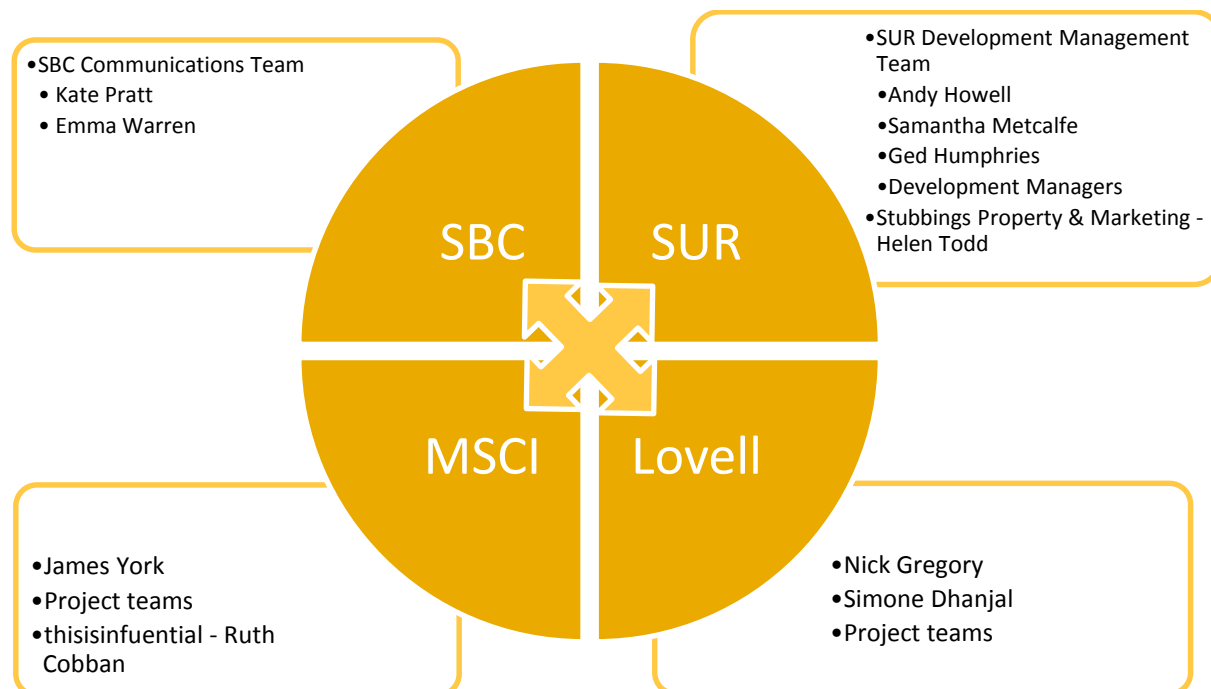 •SBC Communications Team
• Kate Pratt
• Emma Warren
•SUR Development Management
Team
•Andy Howell
•Samantha Metcalfe
•Ged Humphries
•Development Managers
•Stubbings Property & Marketing -
Helen Todd
SBC
SUR
MSCI
Lovell
•James York
•Project teams
•thisisinfuential - Ruth
Cobban
•Nick Gregory
•Simone Dhanjal
•Project teams